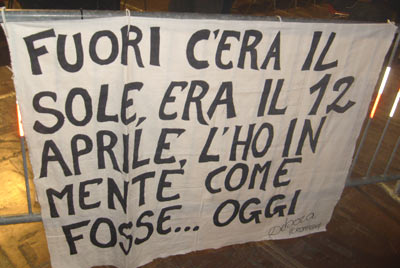 FUORI C'ERA IL
SOLE, ERA IL 12
APRILE, L'HO IN
MENTE COME
FOSSE... OGGI